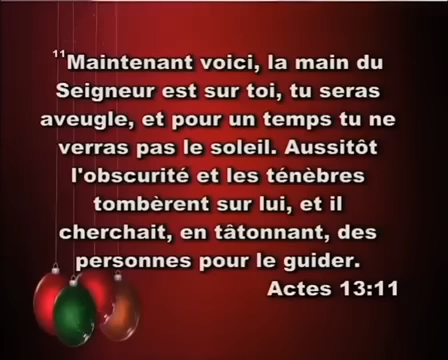 11Maintenant voici, la main du
Seigneur est sur toi, tu seras
aveugle, et pour un temps tu ne
verras pas le soleil. Aussitôt
l'obscurité et les ténèbres
tombèrent sur lui, et il
cherchait, en tâtonnant, des
personnes pour le guider.
Actes 13:11